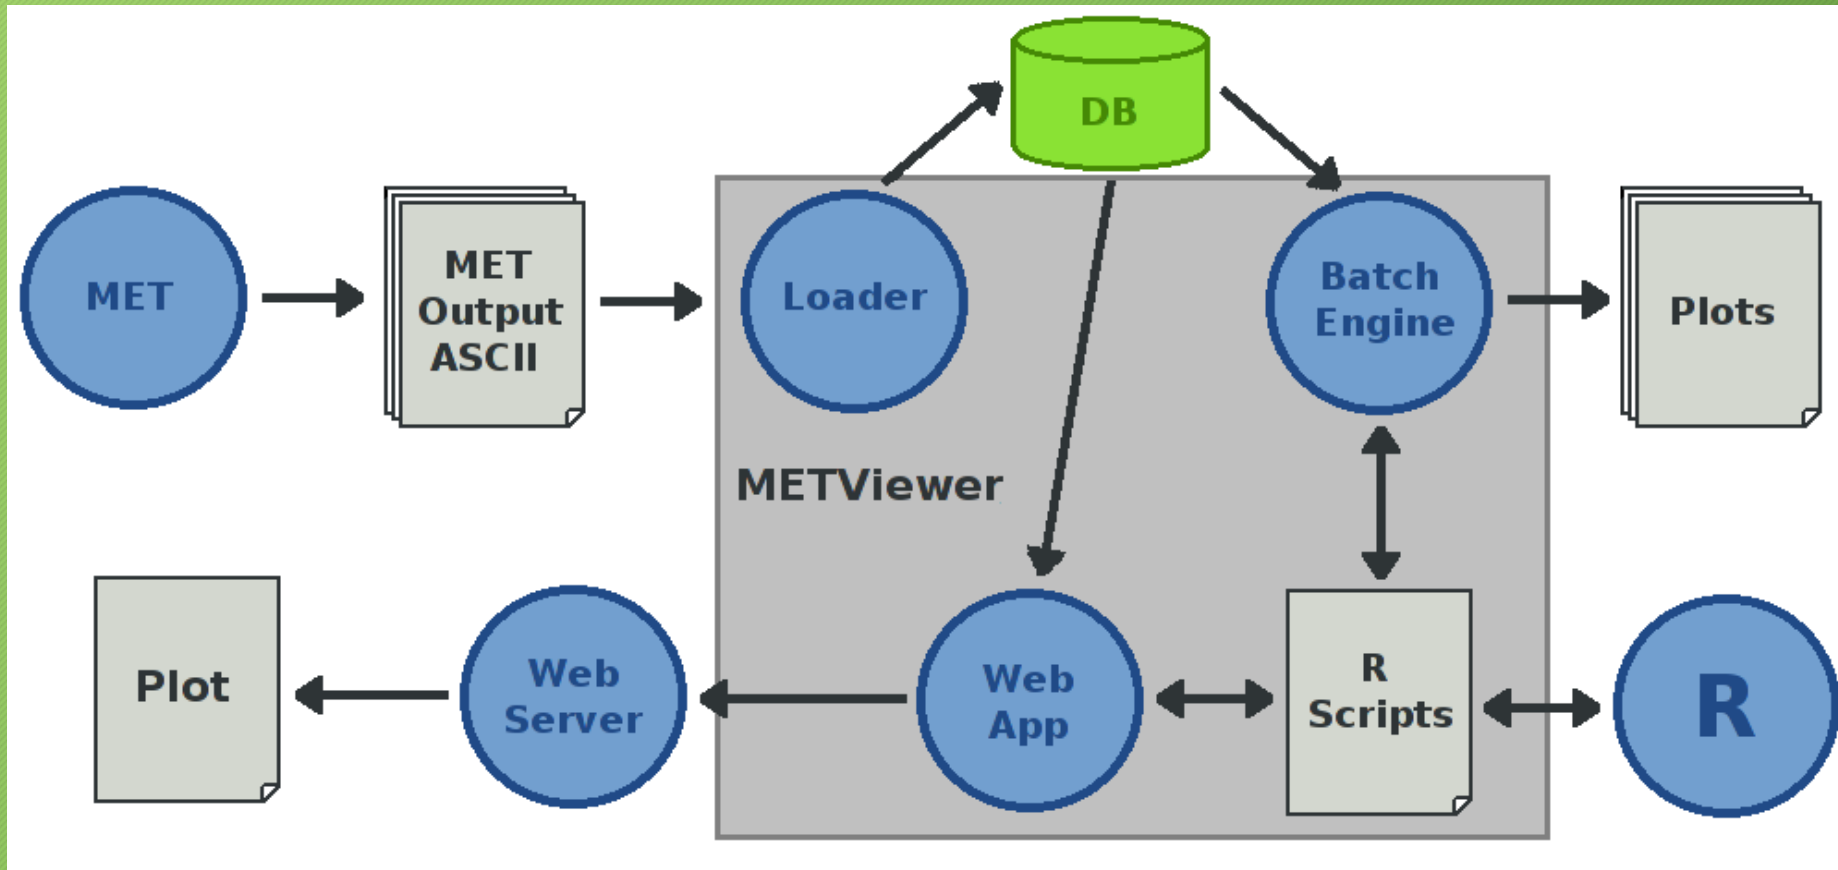 DB
MET
MET
Output
ASCII
Loader
Batch
Engine
Plots
METViewer
Plot
Web
Server
Web
App
R
Scripts
R